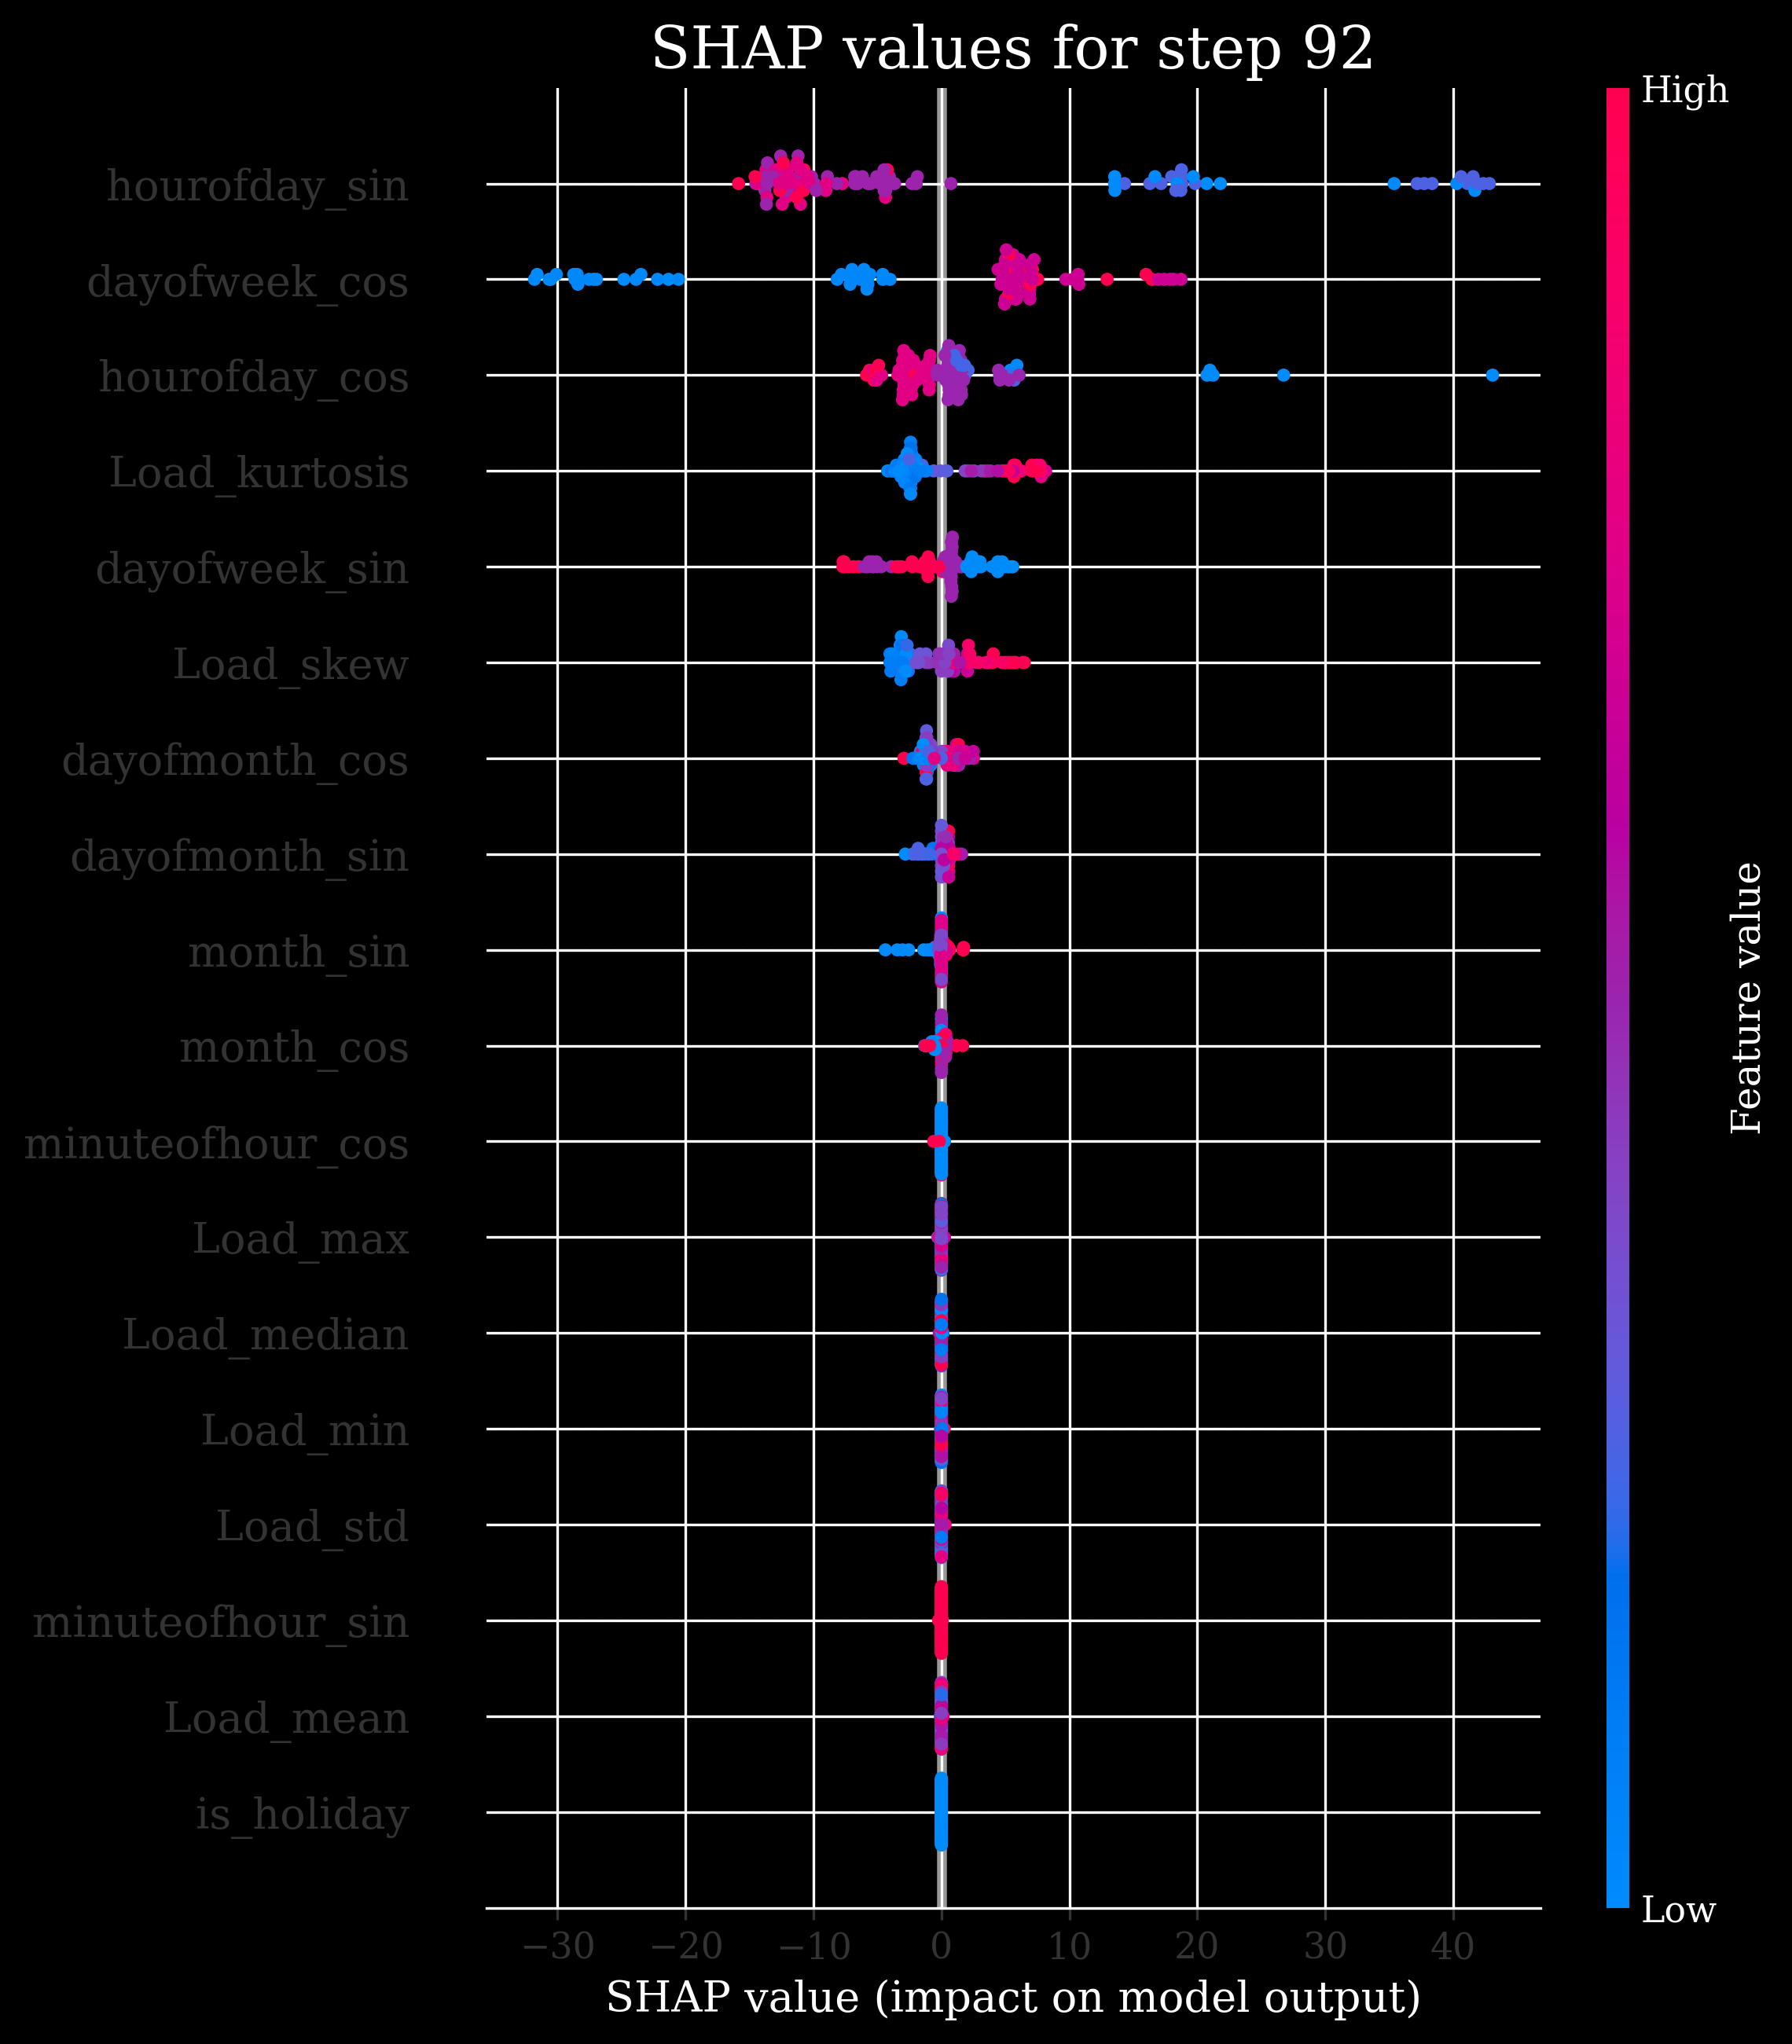 SHAP values for step 92
High
hourofday_sin
dayofweek_cos
hourofday_cos
Load_kurtosis
dayofweek_sin
Load_skew
dayofmonth_cos
dayofmonth_sin
month_sin
month_cos
minuteofhour_cos
Load_max
Load_median
Load_min
Load_std
minuteofhour_sin
Load_mean
is_holiday
Feature value
Low
−30 −20 −10 0 10 20 30 40
SHAP value (impact on model output)